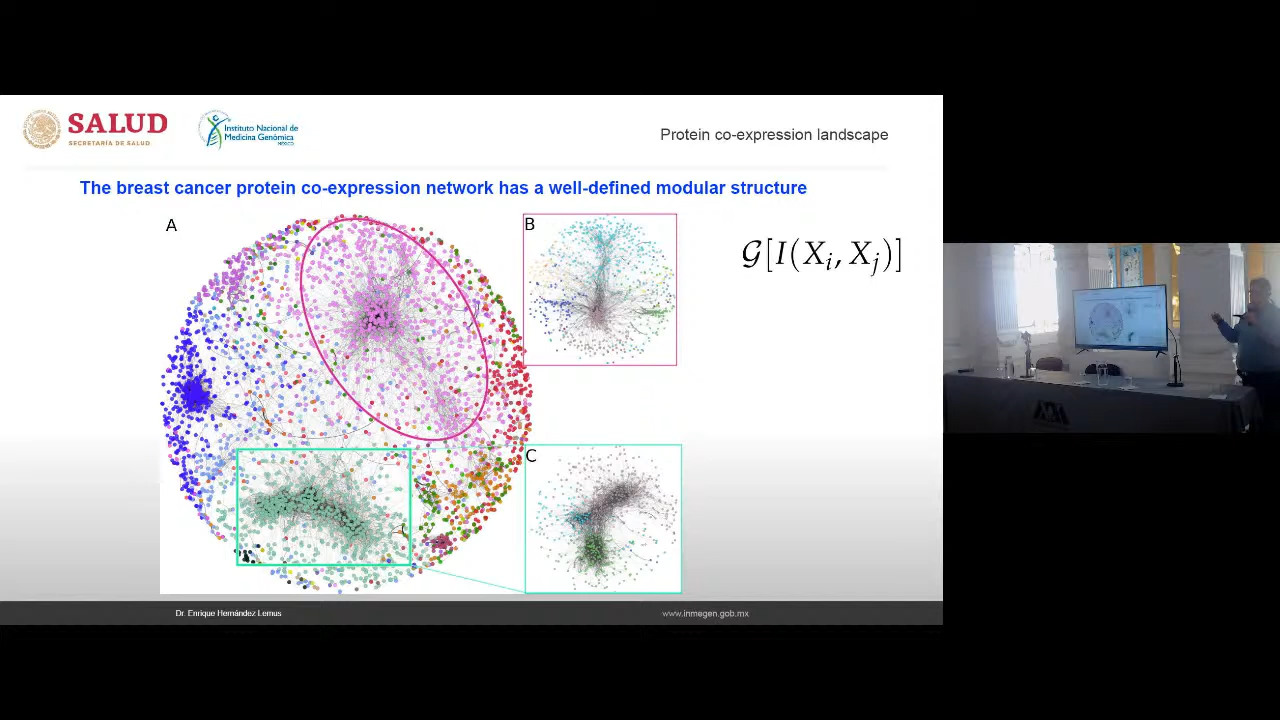 SALUD
SECRETARÍA DE SALUD
Instituto Nacional de
Medicina Genómica
MÉXICO
Protein co-expression landscape
The breast cancer protein co-expression network has a well-defined modular structure
A
B
𝒢[I(Xᵢ, Xⱼ)]
C
Dr. Enrique Hernández Lemus
www.inmegen.gob.mx